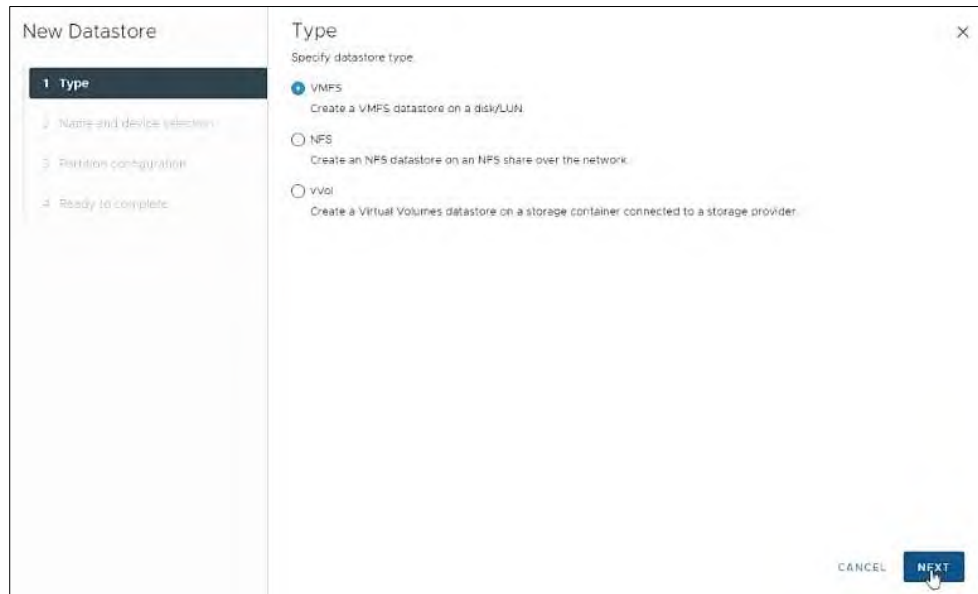 New Datastore
1 Type
2 Name and device selection
3 Partition configuration
4 Ready to complete
Type
Specify datastore type.
VMFS
Create a VMFS datastore on a disk/LUN.
NFS
Create an NFS datastore on an NFS share over the network.
vVol
Create a Virtual Volumes datastore on a storage container connected to a storage provider.
CANCEL
NEXT